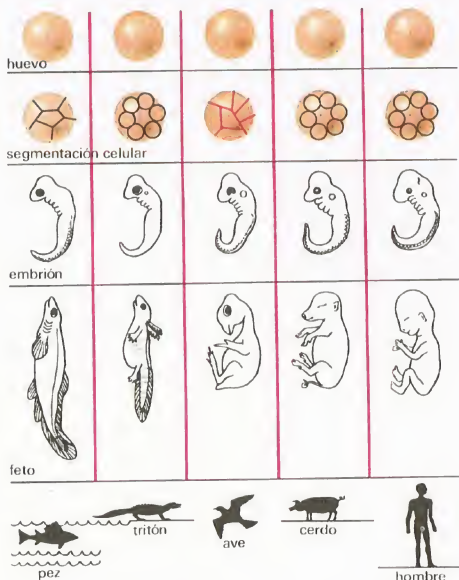 huevo
segmentación celular
embrión
feto
pez
tritón
ave
cerdo
hombre